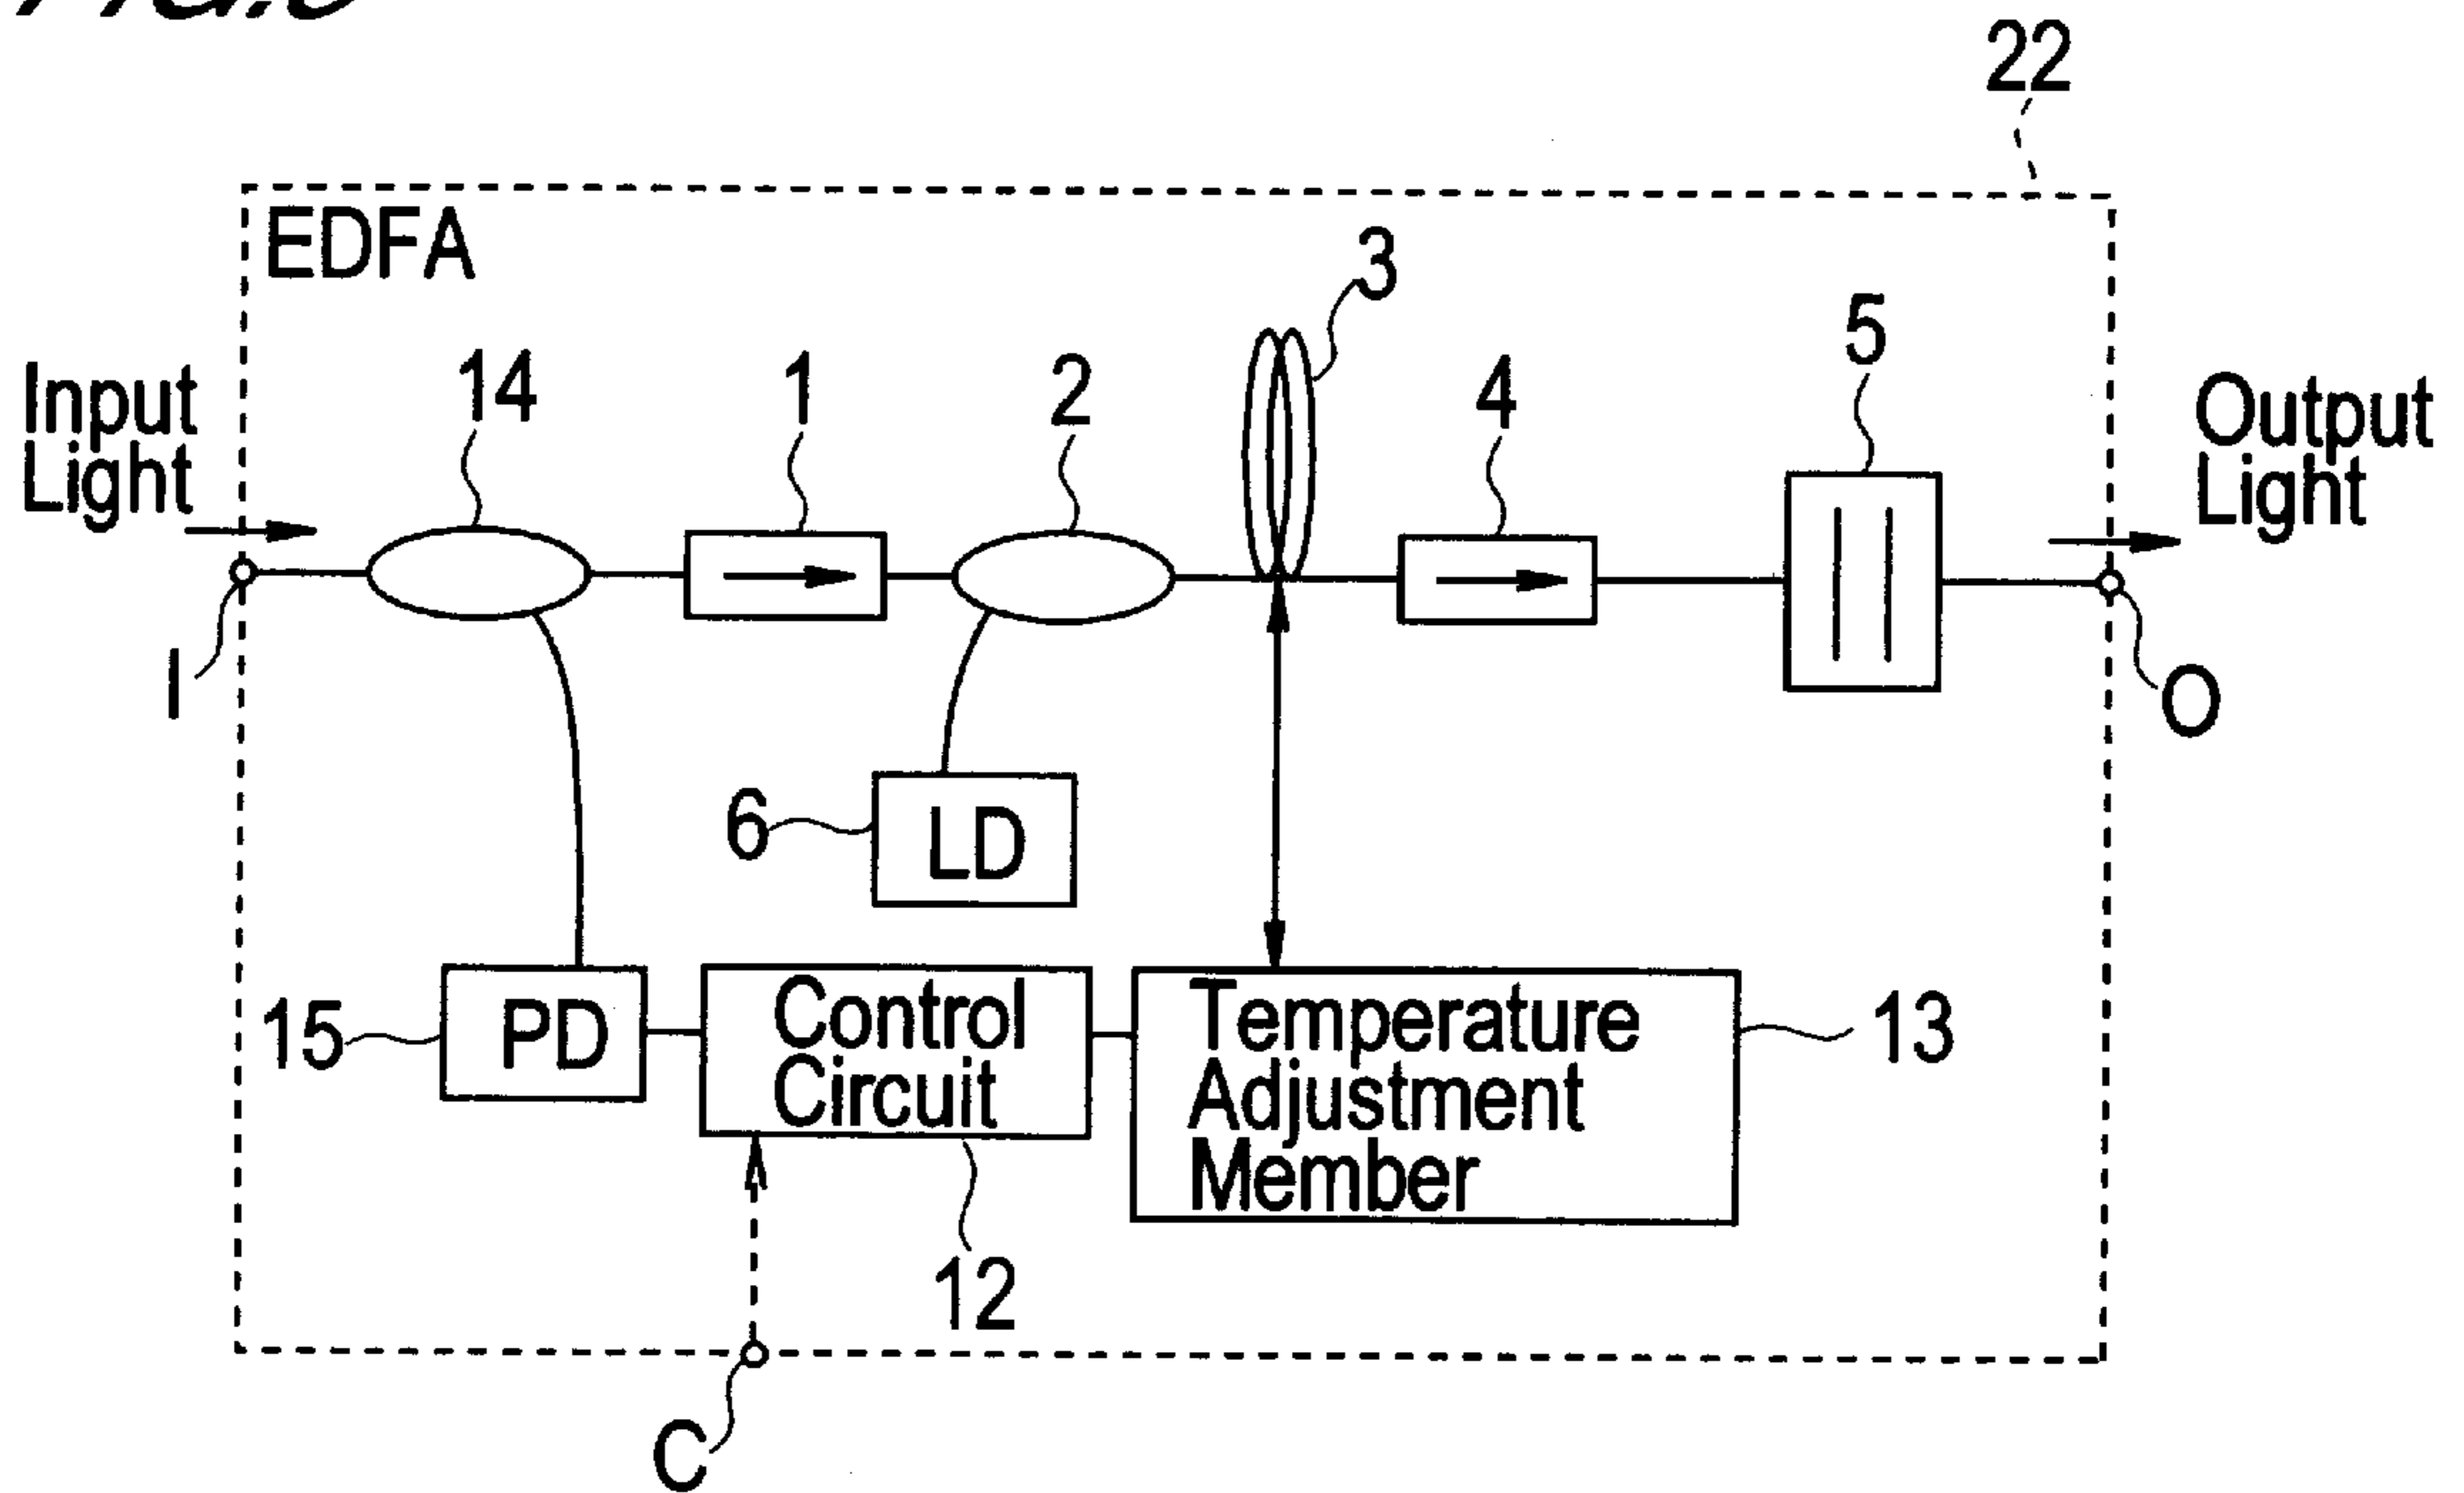 22
EDFA
3
5
Input
Light
14
1
2
4
Output
Light
I
O
6
LD
15
PD
Control
Circuit
Temperature
Adjustment
Member
13
12
C